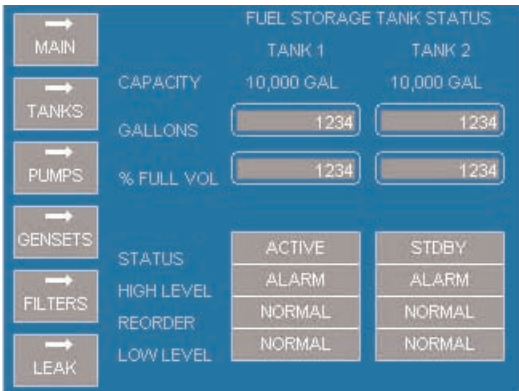 FUEL STORAGE TANK STATUS
MAIN
TANK 1 TANK 2
CAPACITY 10,000 GAL 10,000 GAL
TANKS
GALLONS 1234 1234
PUMPS
% FULL VOL 1234 1234
GENSETS
STATUS ACTIVE STDBY
HIGH LEVEL ALARM ALARM
FILTERS
REORDER NORMAL NORMAL
LOW LEVEL NORMAL NORMAL
LEAK